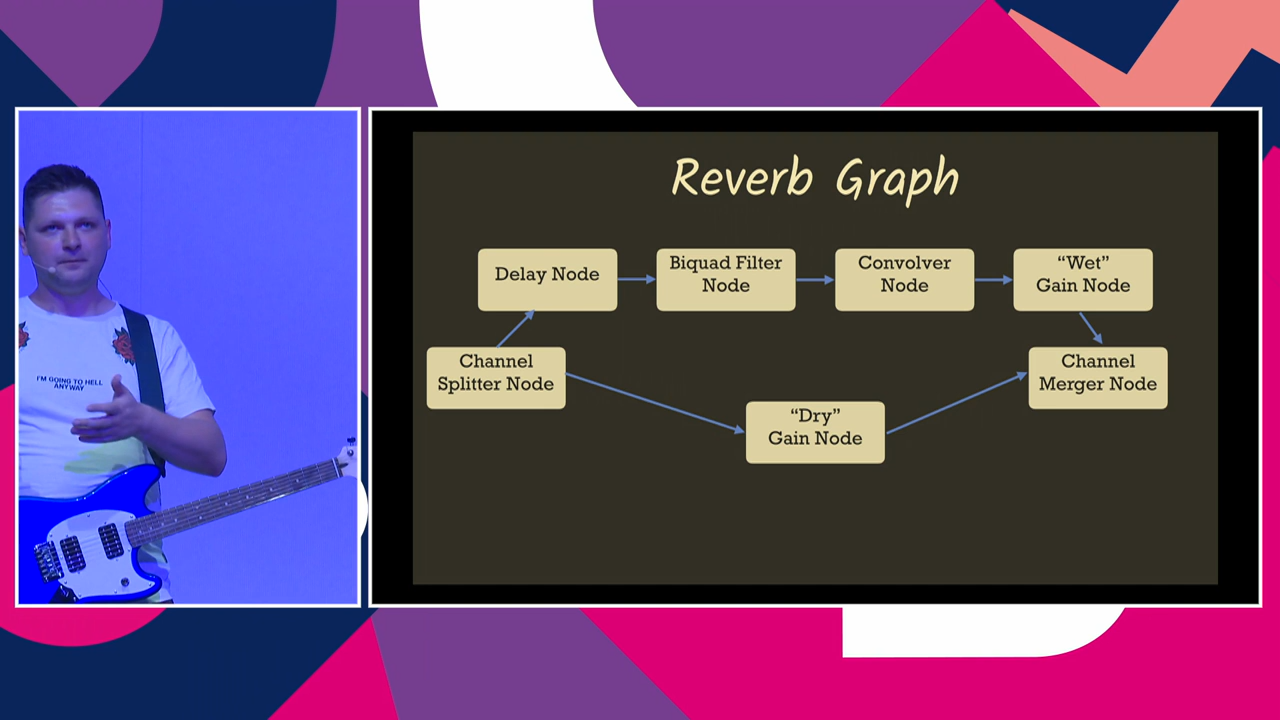 Reverb Graph
Delay Node
Biquad Filter
Node
Convolver
Node
“Wet”
Gain Node
Channel
Splitter Node
Channel
Merger Node
“Dry”
Gain Node
I'M GOING TO HELL
ANYWAY